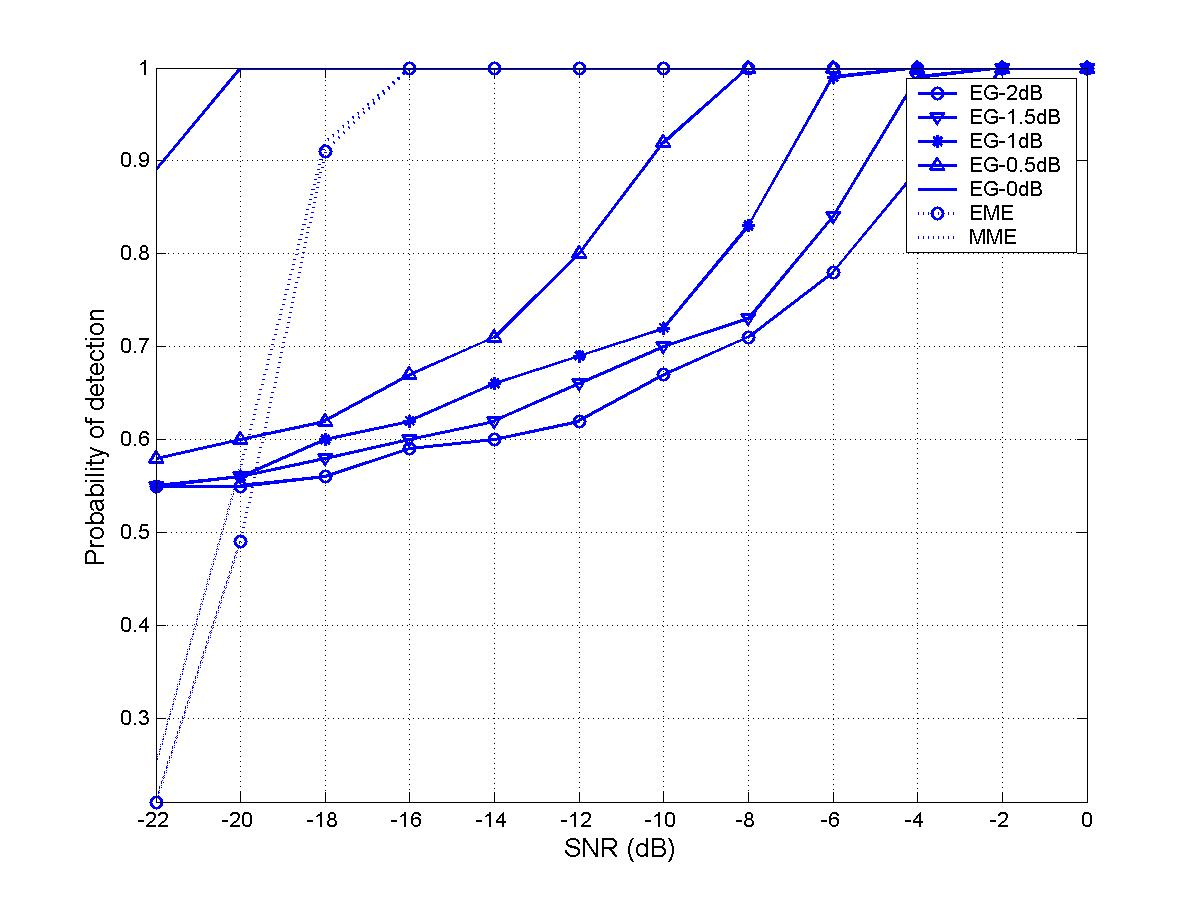 1
0.9
0.8
0.7
0.6
0.5
0.4
0.3
Probability of detection
EG-2dB
EG-1.5dB
EG-1dB
EG-0.5dB
EG-0dB
EME
MME
-22 -20 -18 -16 -14 -12 -10 -8 -6 -4 -2 0
SNR (dB)